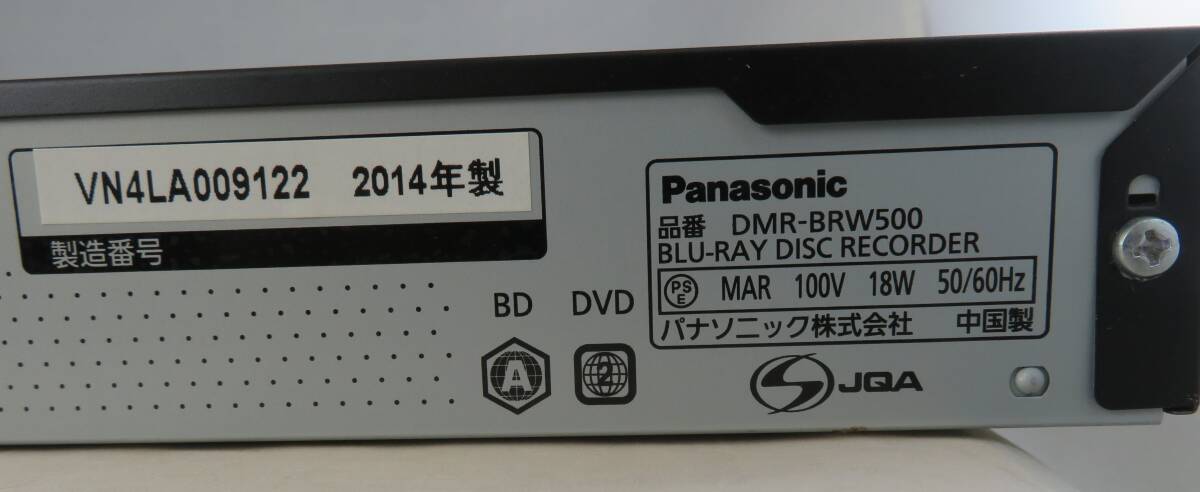 VN4LA009122 2014年製
製造番号
BD DVD
A 2
Panasonic
品番 DMR-BRW500
BLU-RAY DISC RECORDER
PSE MAR 100V 18W 50/60Hz
パナソニック株式会社 中国製
JQA